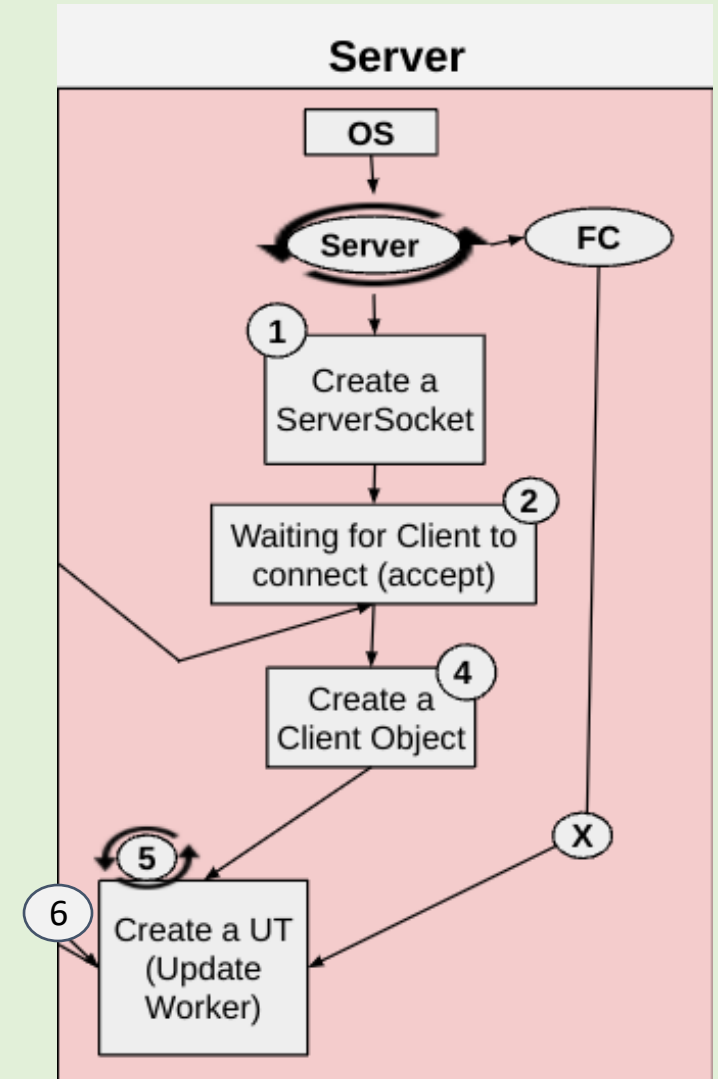 Server
OS
Server
FC
1
Create a
ServerSocket
2
Waiting for Client to
connect (accept)
4
Create a
Client Object
X
5
6
Create a UT
(Update
Worker)